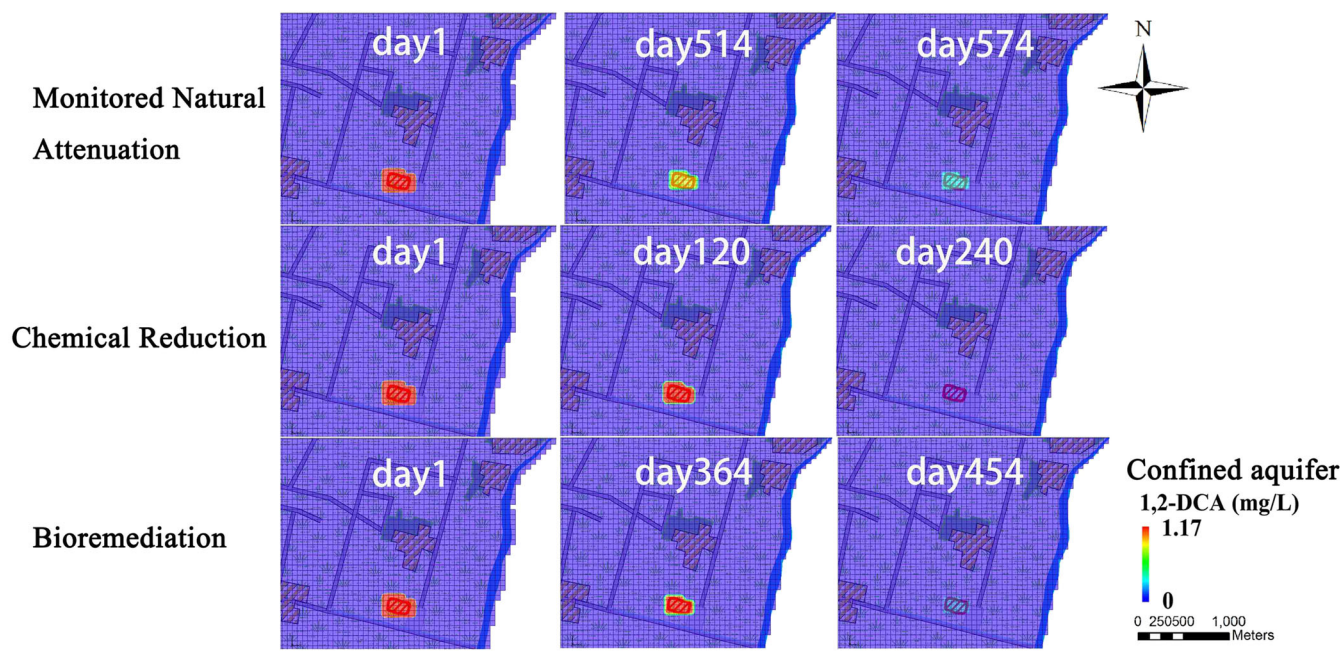 day1
day514
day574
N
Monitored Natural
Attenuation
day1
day120
day240
Chemical Reduction
day1
day364
day454
Bioremediation
Confined aquifer
1,2-DCA (mg/L)
1.17
0
0 250500 1,000
Meters